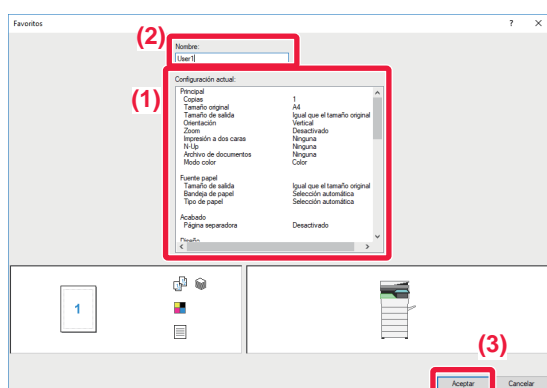 Favoritos ? X
(2)
Nombre:
User1
(1)
Configuración actual:
Principal
Copias 1
Tamaño original A4
Tamaño de salida Igual que el tamaño original
Orientación Vertical
Zoom Desactivado
Impresión a dos caras Ninguna
N-Up Ninguna
Archivo de documentos Ninguna
Modo color Color
Fuente papel
Tamaño de salida Igual que el tamaño original
Bandeja de papel Selección automática
Tipo de papel Selección automática
Acabado
Página separadora Desactivado
Diseño
1
(3)
Aceptar Cancelar